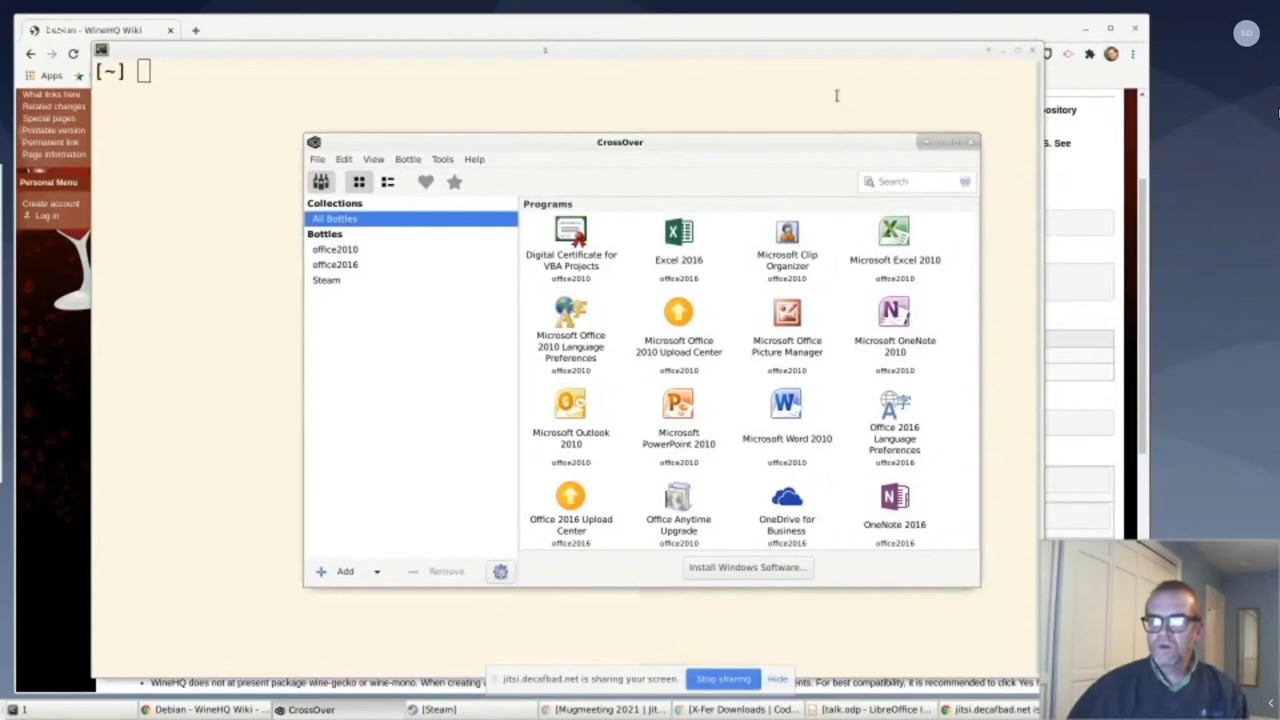 Debian - WineHQ Wiki
SD
1
Apps
[~]
What links here
Related changes
Special pages
Printable version
Permanent link
Page information
Personal Menu
Create account
Log in
ository
S. See
CrossOver
File Edit View Bottle Tools Help
Search
Collections
All Bottles
Bottles
office2010
office2016
Steam
Programs
Digital Certificate for
VBA Projects
office2010
Excel 2016
office2016
Microsoft Clip
Organizer
office2010
Microsoft Excel 2010
office2010
Microsoft Office
2010 Language
Preferences
office2010
Microsoft Office
2010 Upload Center
office2010
Microsoft Office
Picture Manager
office2010
Microsoft OneNote
2010
office2010
Microsoft Outlook
2010
office2010
Microsoft
PowerPoint 2010
office2010
Microsoft Word 2010
office2010
Office 2016
Language
Preferences
office2016
Office 2016 Upload
Center
office2016
Office Anytime
Upgrade
office2010
OneDrive for
Business
office2016
OneNote 2016
office2016
Add
Remove
Install Windows Software...
jitsi.decafbad.net is sharing your screen. Stop sharing Hide
WineHQ does not at present package wine-gecko or wine-mono. When creating
nts. For best compatibility, it is recommended to click Yes
1
Debian - WineHQ Wiki - ...
CrossOver
[Steam]
[Mugmeeting 2021 | Jit...
[X-Fer Downloads | Cod...
[talk.odp - LibreOffice I...
jitsi.decafbad.net is